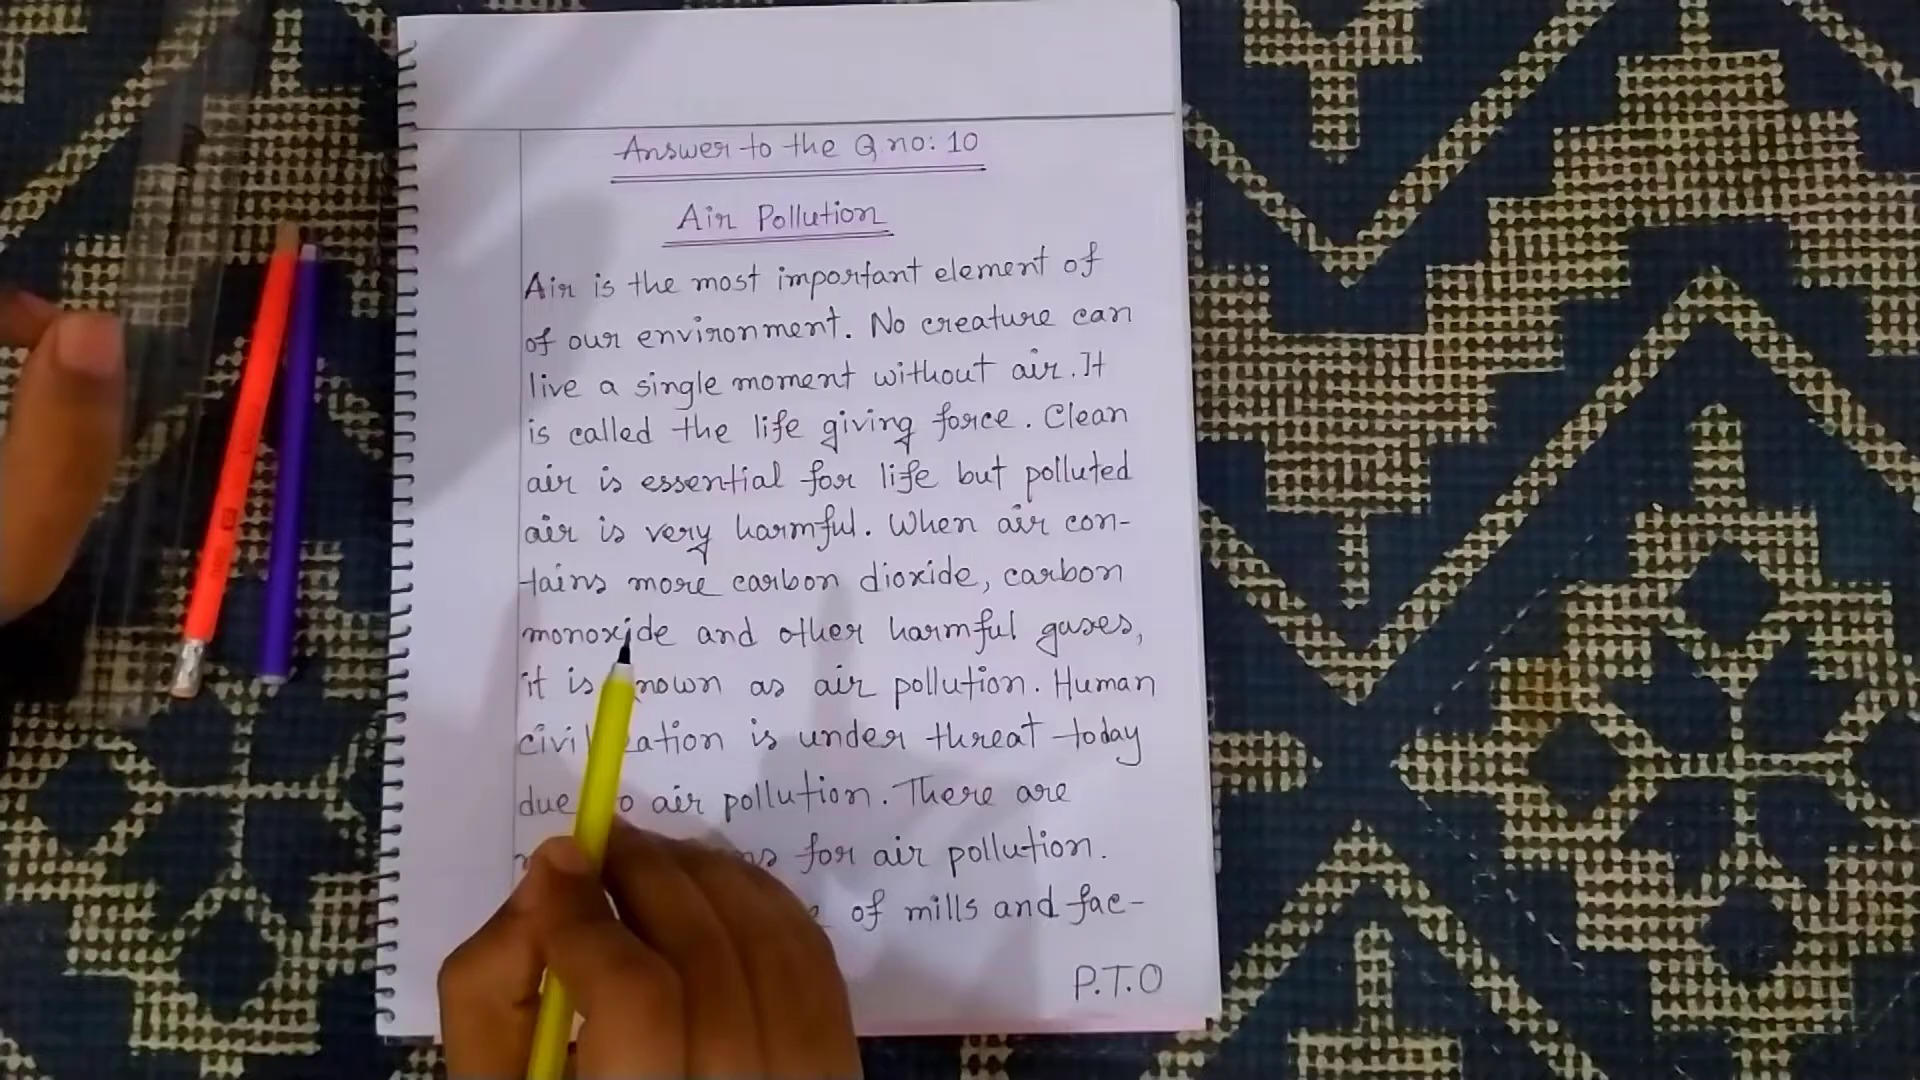 Answer to the Q no: 10
Air Pollution
Air is the most important element of
of our environment. No creature can
live a single moment without air. It
is called the life giving force. Clean
air is essential for life but polluted
air is very harmful. When air con-
tains more carbon dioxide, carbon
monoxide and other harmful gases,
it is known as air pollution. Human
civilization is under threat today
due to air pollution. There are
for air pollution.
of mills and fac-
P.T.O